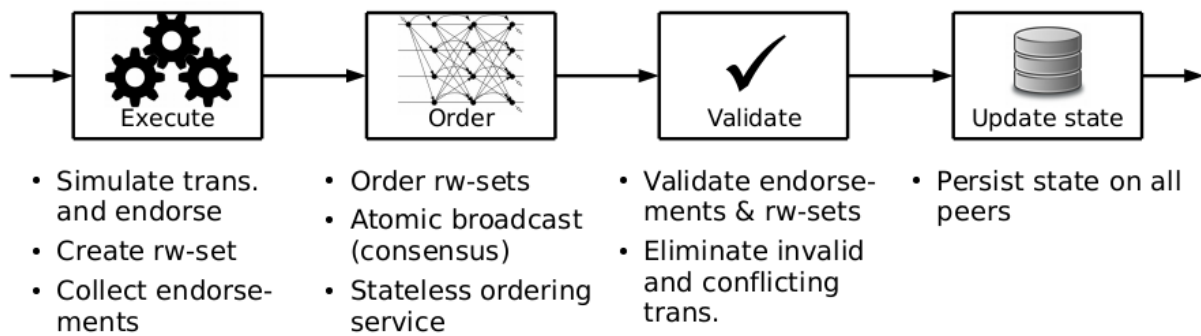 Execute
Order
Validate
Update state
• Simulate trans.
and endorse
• Create rw-set
• Collect endorse-
ments
• Order rw-sets
• Atomic broadcast
(consensus)
• Stateless ordering
service
• Validate endorse-
ments & rw-sets
• Eliminate invalid
and conflicting
trans.
• Persist state on all
peers